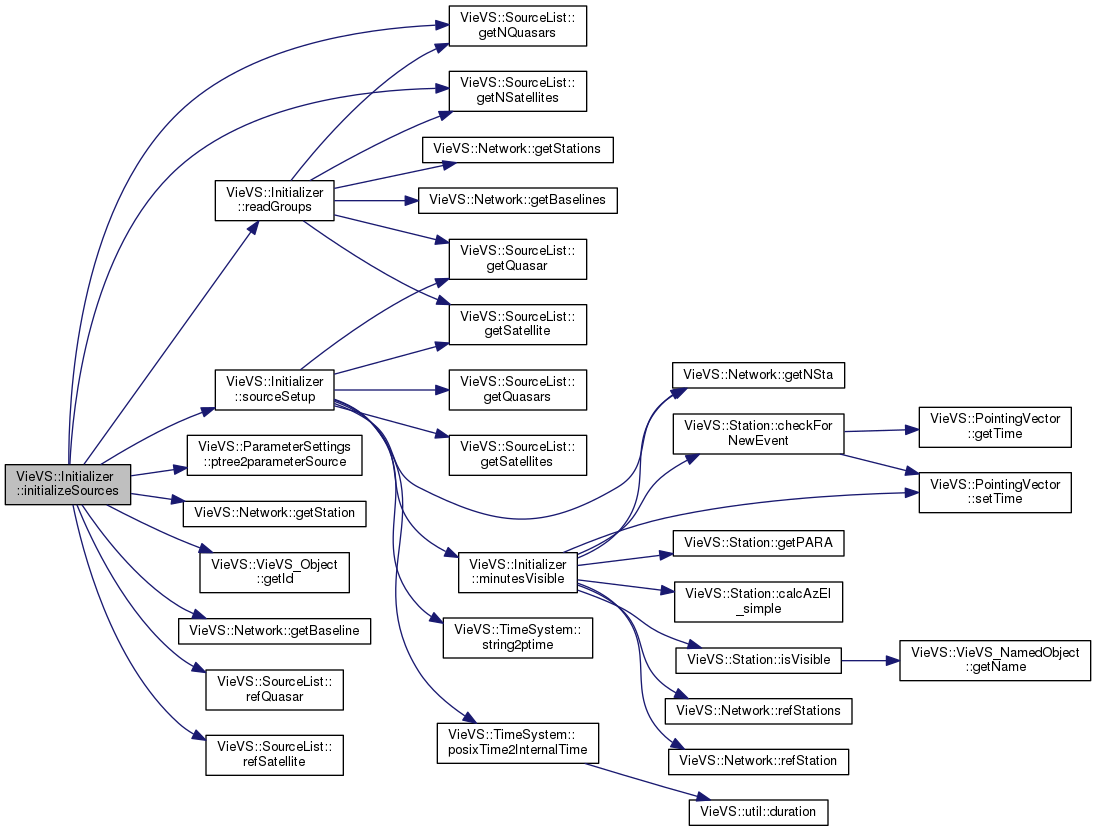 VieVS::Initializer
::initializeSources
VieVS::SourceList::
getNQuasars
VieVS::SourceList::
getNSatellites
VieVS::Initializer
::readGroups
VieVS::Network::getStations
VieVS::Network::getBaselines
VieVS::SourceList::
getQuasar
VieVS::SourceList::
getSatellite
VieVS::Initializer
::sourceSetup
VieVS::SourceList::
getQuasars
VieVS::SourceList::
getSatellites
VieVS::ParameterSettings
::ptree2parameterSource
VieVS::Network::getStation
VieVS::VieVS_Object
::getId
VieVS::Network::getBaseline
VieVS::SourceList::
refQuasar
VieVS::SourceList::
refSatellite
VieVS::Initializer
::minutesVisible
VieVS::TimeSystem::
string2ptime
VieVS::TimeSystem::
posixTime2InternalTime
VieVS::Network::getNSta
VieVS::Station::checkFor
NewEvent
VieVS::Station::getPARA
VieVS::Station::calcAzEl
_simple
VieVS::Station::isVisible
VieVS::Network::refStations
VieVS::Network::refStation
VieVS::util::duration
VieVS::PointingVector
::getTime
VieVS::PointingVector
::setTime
VieVS::VieVS_NamedObject
::getName